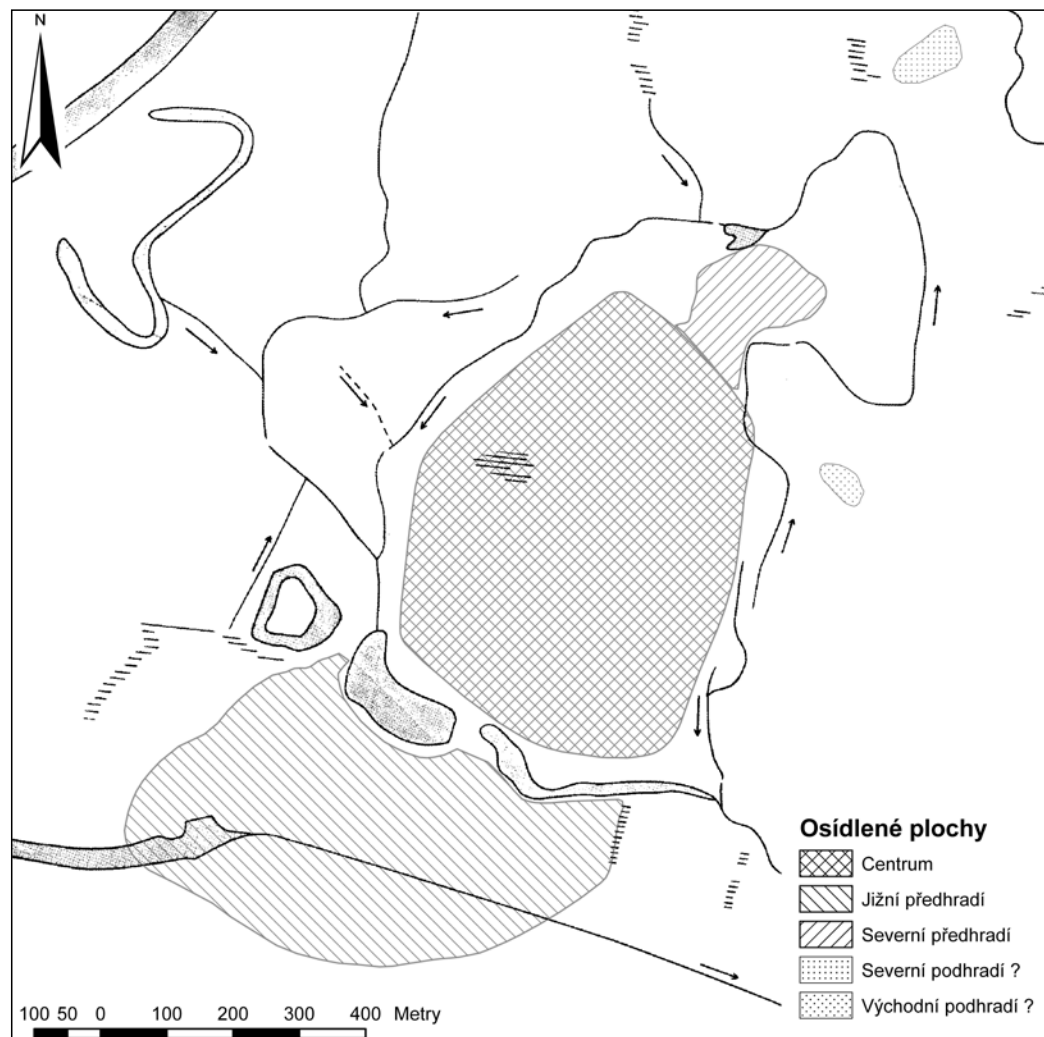 N
Osídlené plochy
Centrum
Jižní předhradí
Severní předhradí
Severní podhradí ?
Východní podhradí ?
100 50 0 100 200 300 400 Metry